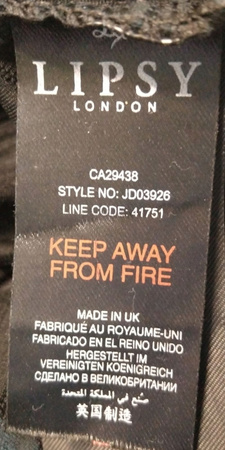 LIPSY
LONDON
CA29438
STYLE NO: JD03926
LINE CODE: 41751
KEEP AWAY
FROM FIRE
MADE IN UK
FABRIQUÉ AU ROYAUME-UNI
FABRICADO EN EL REINO UNIDO
HERGESTELLT IM
VEREINIGTEN KOENIGREICH
СДЕЛАНО В ВЕЛИКОБРИТАНИИ
صنع في المملكة المتحدة
英国制造